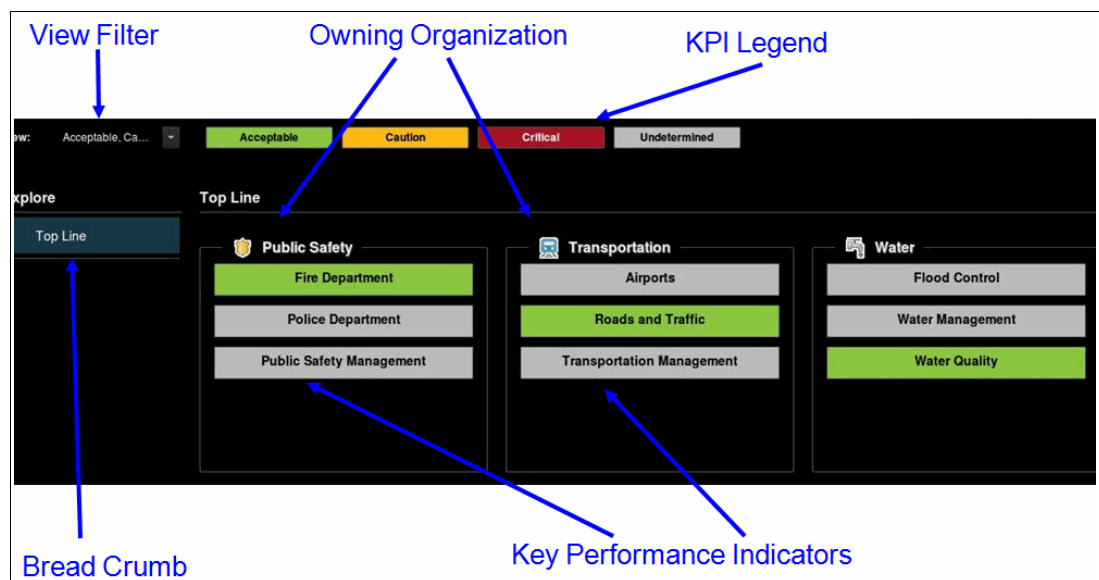 View Filter
Owning Organization
KPI Legend
ew:
Acceptable, Ca...
Acceptable
Caution
Critical
Undetermined
xplore
Top Line
Top Line
Public Safety
Transportation
Water
Fire Department
Airports
Flood Control
Police Department
Roads and Traffic
Water Management
Public Safety Management
Transportation Management
Water Quality
Bread Crumb
Key Performance Indicators